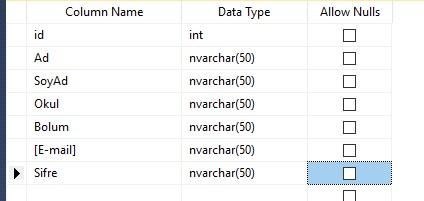 Column Name Data Type Allow Nulls
id int
Ad nvarchar(50)
SoyAd nvarchar(50)
Okul nvarchar(50)
Bolum nvarchar(50)
[E-mail] nvarchar(50)
Sifre nvarchar(50)